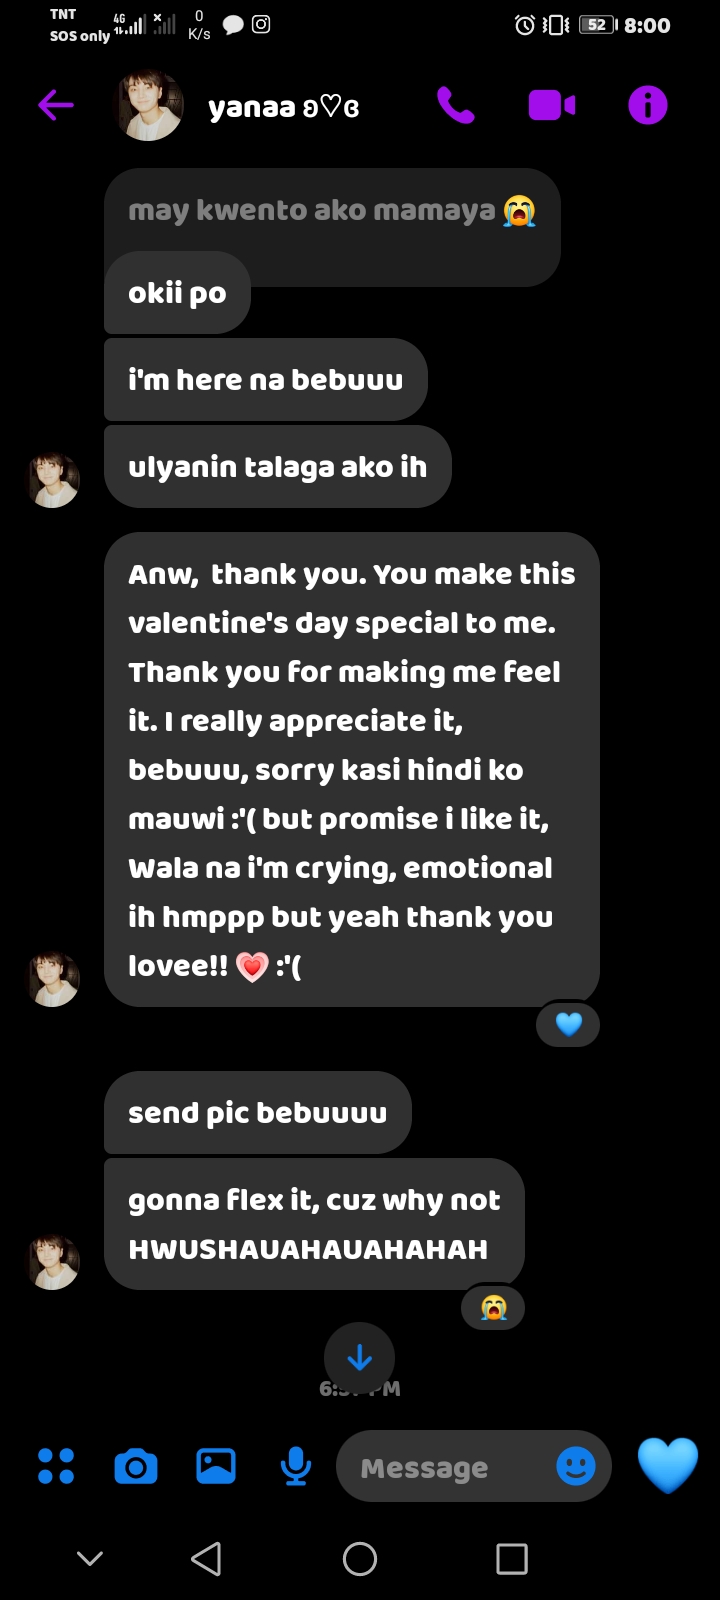 TNT
SOS only
4G
0
K/s
52
8:00
yanaa ʚ♡ɞ
may kwento ako mamaya 😭
okii po
i'm here na bebuuu
ulyanin talaga ako ih
Anw,  thank you. You make this
valentine's day special to me.
Thank you for making me feel
it. I really appreciate it,
bebuuu, sorry kasi hindi ko
mauwi :'( but promise i like it,
Wala na i'm crying, emotional
ih hmppp but yeah thank you
lovee!! 💗 :'(
💙
send pic bebuuuu
gonna flex it, cuz why not
HWUSHAUAHAUAHAHAH
😭
Message